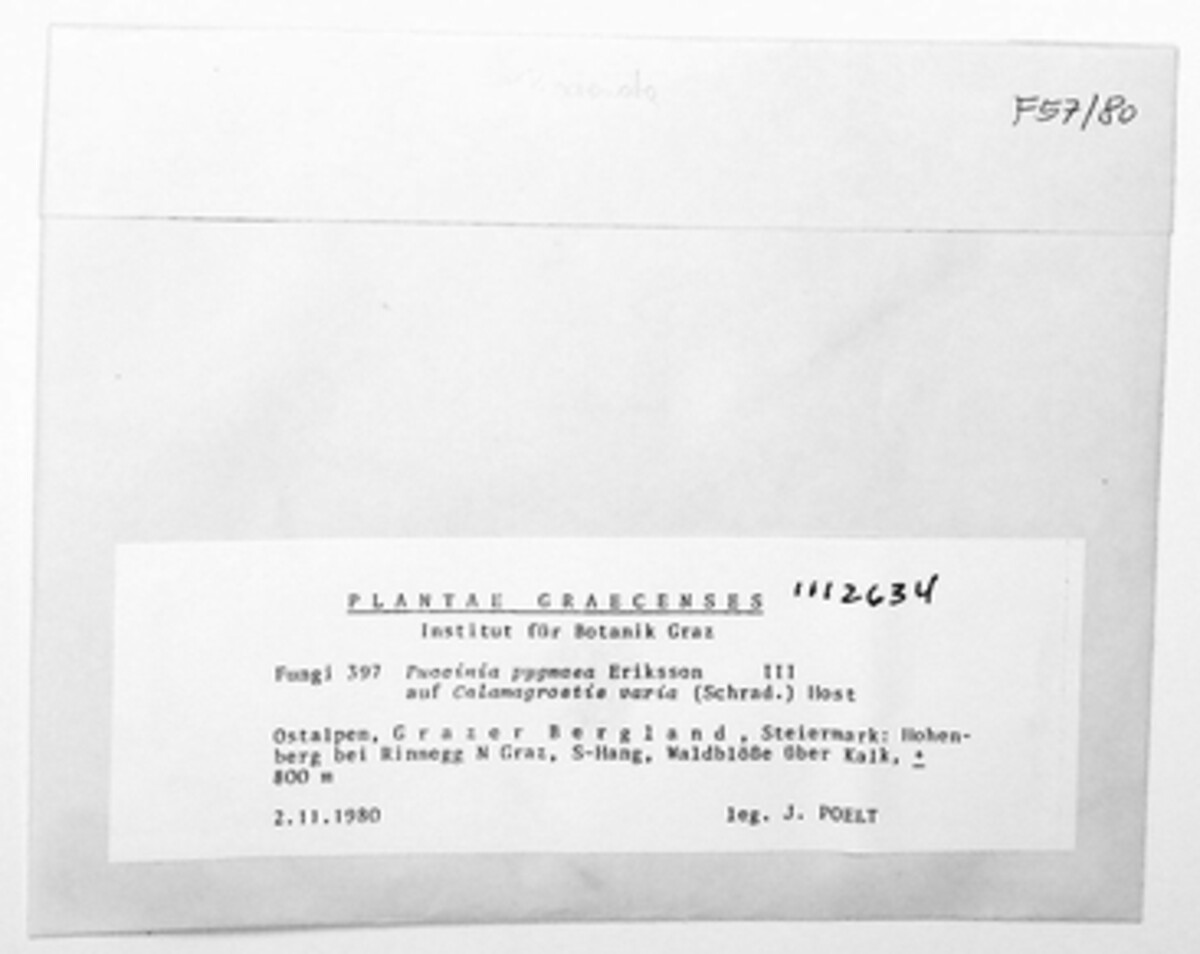 F57/80
PLANTAE GRAECENSES 1112634
Institut für Botanik Graz
Fungi 397 Puccinia pygmaea Eriksson III
auf Calamagrostis varia (Schrad.) Host
Ostalpen, Grazer Bergland, Steiermark: Hohen-
berg bei Rinnegg N Graz, S-Hang, Waldblöße über Kalk, ±
800 m
2.11.1980 leg. J. POELT